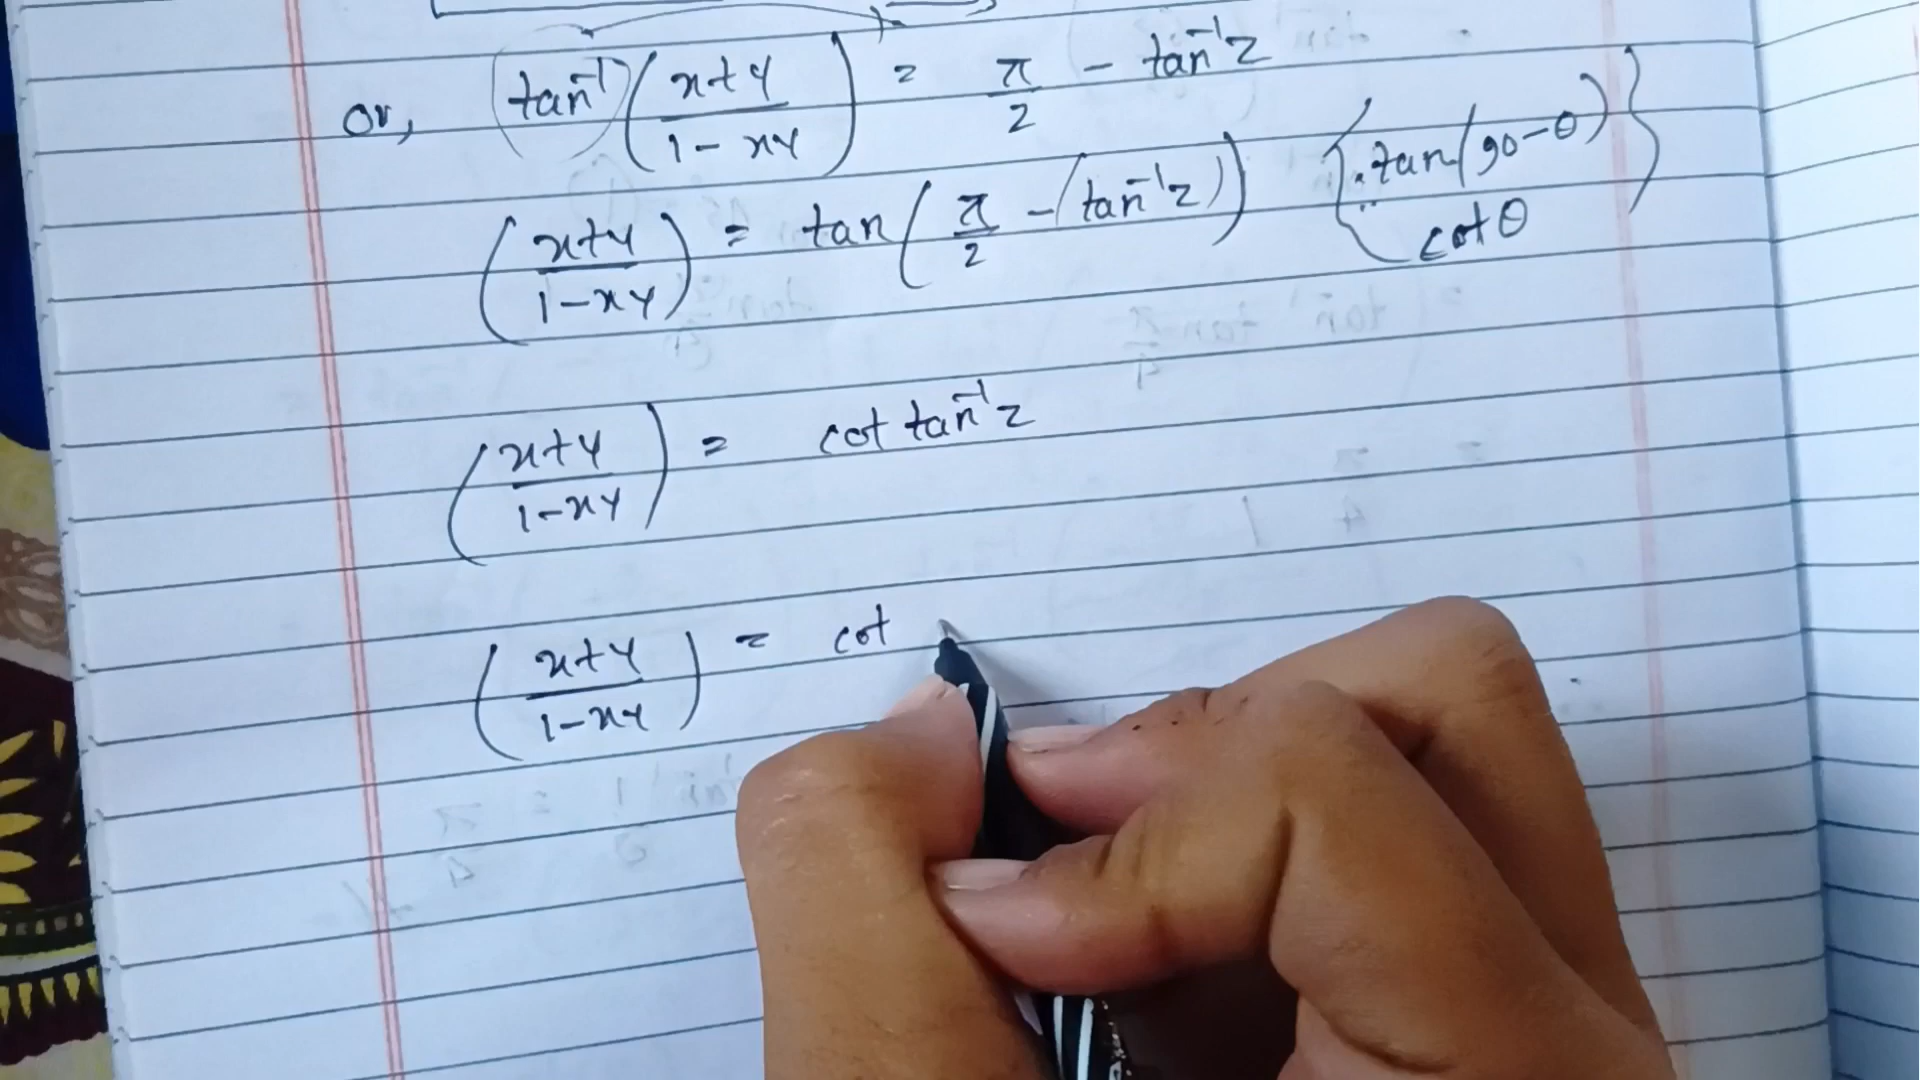 or, tan⁻¹ (x+y / 1-xy) = π/2 - tan⁻¹z
(x+y / 1-xy) = tan (π/2 - (tan⁻¹z)) {∵ tan(90-θ) cotθ}
(x+y / 1-xy) = cot tan⁻¹z
(x+y / 1-xy) = cot